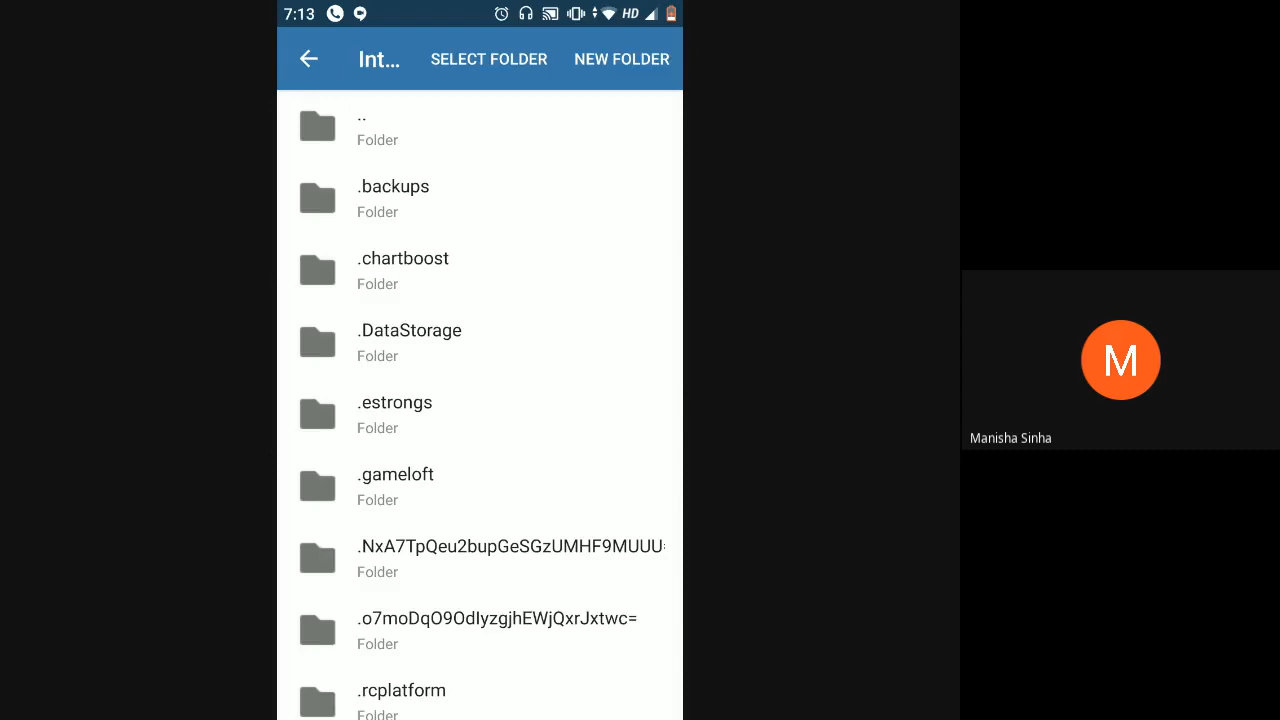 7:13 HD
Int... SELECT FOLDER NEW FOLDER
..
Folder
.backups
Folder
.chartboost
Folder
.DataStorage
Folder
.estrongs
Folder
.gameloft
Folder
.NxA7TpQeu2bupGeSGzUMHF9MUUU=
Folder
.o7moDqO9OdIyzgjhEWjQxrJxtwc=
Folder
.rcplatform
Folder
M
Manisha Sinha